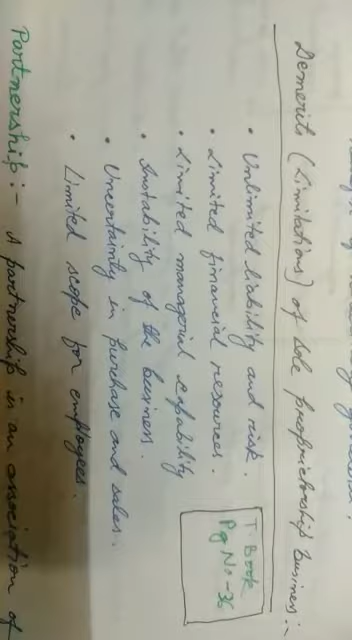 Demerits (Limitations) of Sole proprietorship business:-
• Unlimited liability and risk.
• Limited financial resources.
• Limited managerial capability
• Instability of the business.
• Uncertainty in purchase and sales.
• Limited scope for employees.
T. Book
Pg No -36
Partnership:- A partnership is an association of